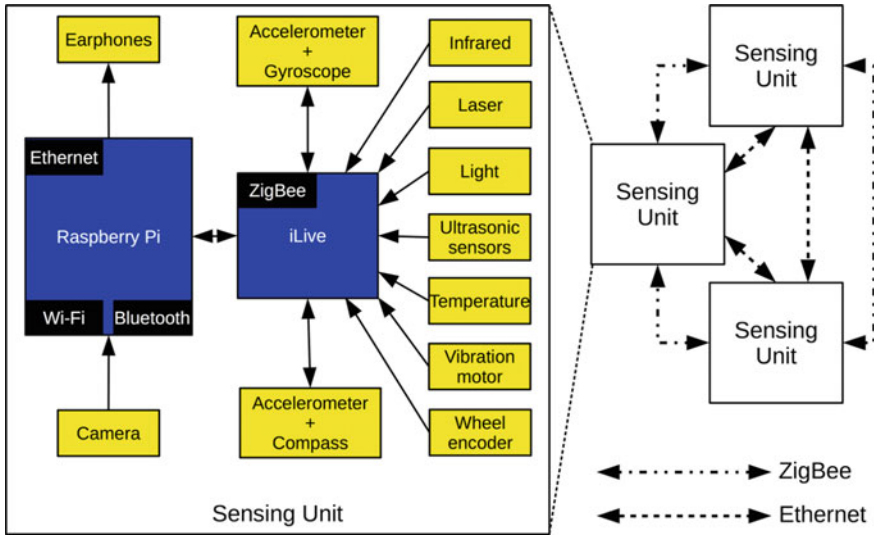 Earphones
Ethernet
Raspberry Pi
Wi-Fi
Bluetooth
Camera
Accelerometer
+
Gyroscope
ZigBee
iLive
Accelerometer
+
Compass
Infrared
Laser
Light
Ultrasonic
sensors
Temperature
Vibration
motor
Wheel
encoder
Sensing Unit
Sensing
Unit
Sensing
Unit
Sensing
Unit
ZigBee
Ethernet